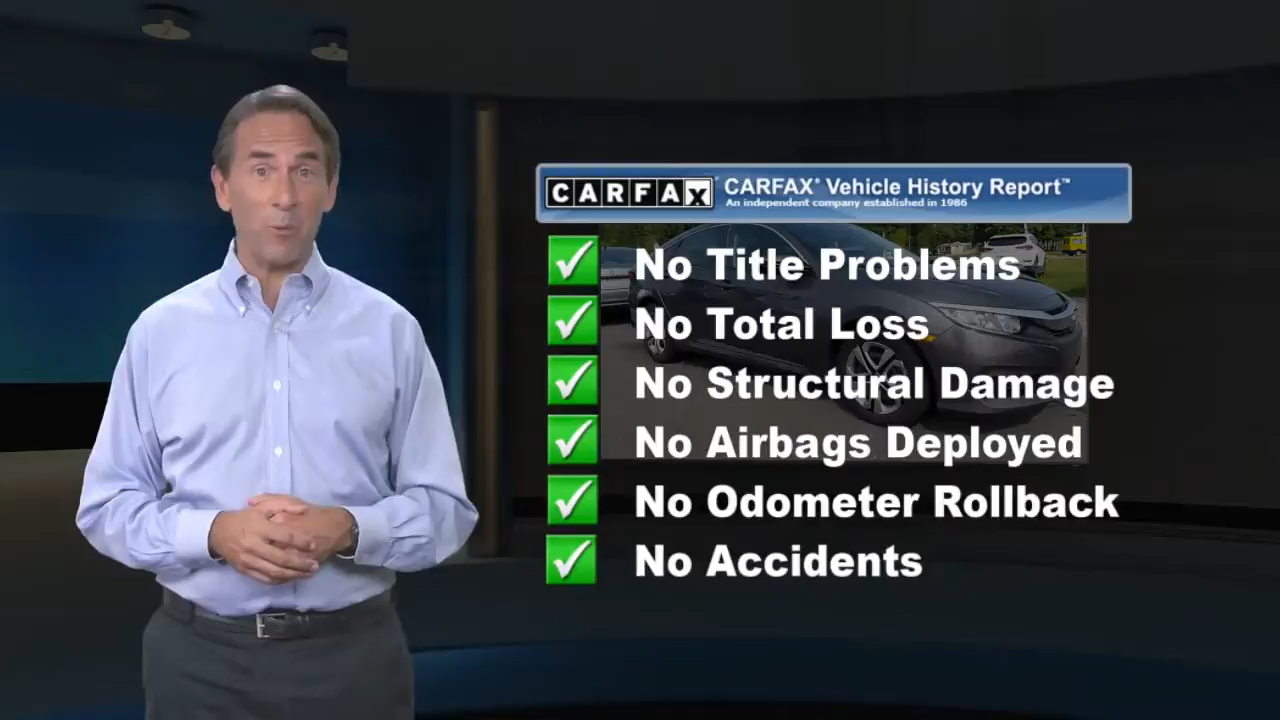 CARFAX
CARFAX® Vehicle History Report™
An independent company established in 1986
No Title Problems
No Total Loss
No Structural Damage
No Airbags Deployed
No Odometer Rollback
No Accidents